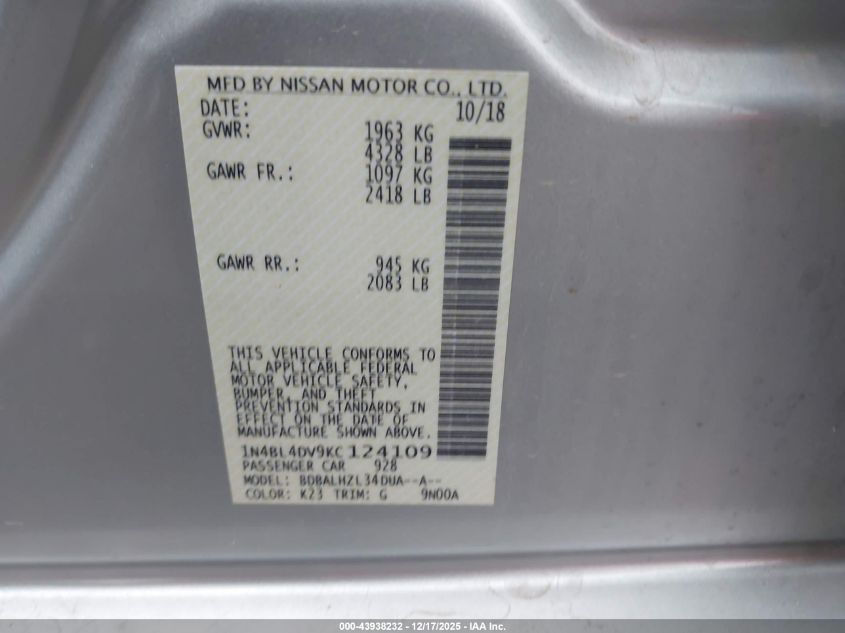 MFD BY NISSAN MOTOR CO., LTD.
DATE: 10/18
GVWR: 1963 KG
4328 LB
GAWR FR.: 1097 KG
2418 LB
GAWR RR.: 945 KG
2083 LB
THIS VEHICLE CONFORMS TO
ALL APPLICABLE FEDERAL
MOTOR VEHICLE SAFETY,
BUMPER, AND THEFT
PREVENTION STANDARDS IN
EFFECT ON THE DATE OF
MANUFACTURE SHOWN ABOVE.
1N4BL4DV9KC124109
PASSENGER CAR 928
MODEL: BDBALHZL34DUA--A--
COLOR: K23 TRIM: G 9N00A
000-43938232 - 12/17/2025 - IAA Inc.